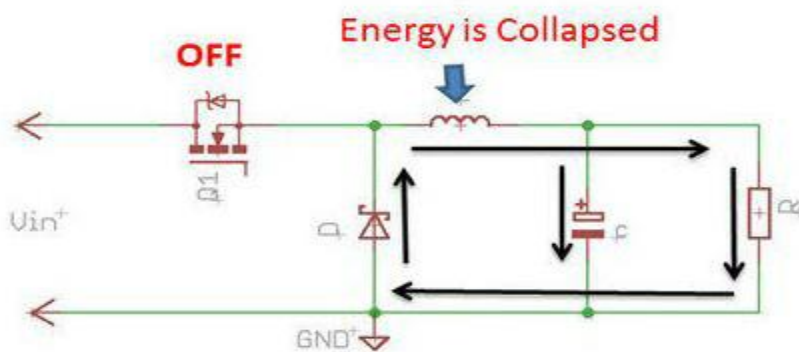 Energy is Collapsed
OFF
Q1
Vin+
D
R
GND+